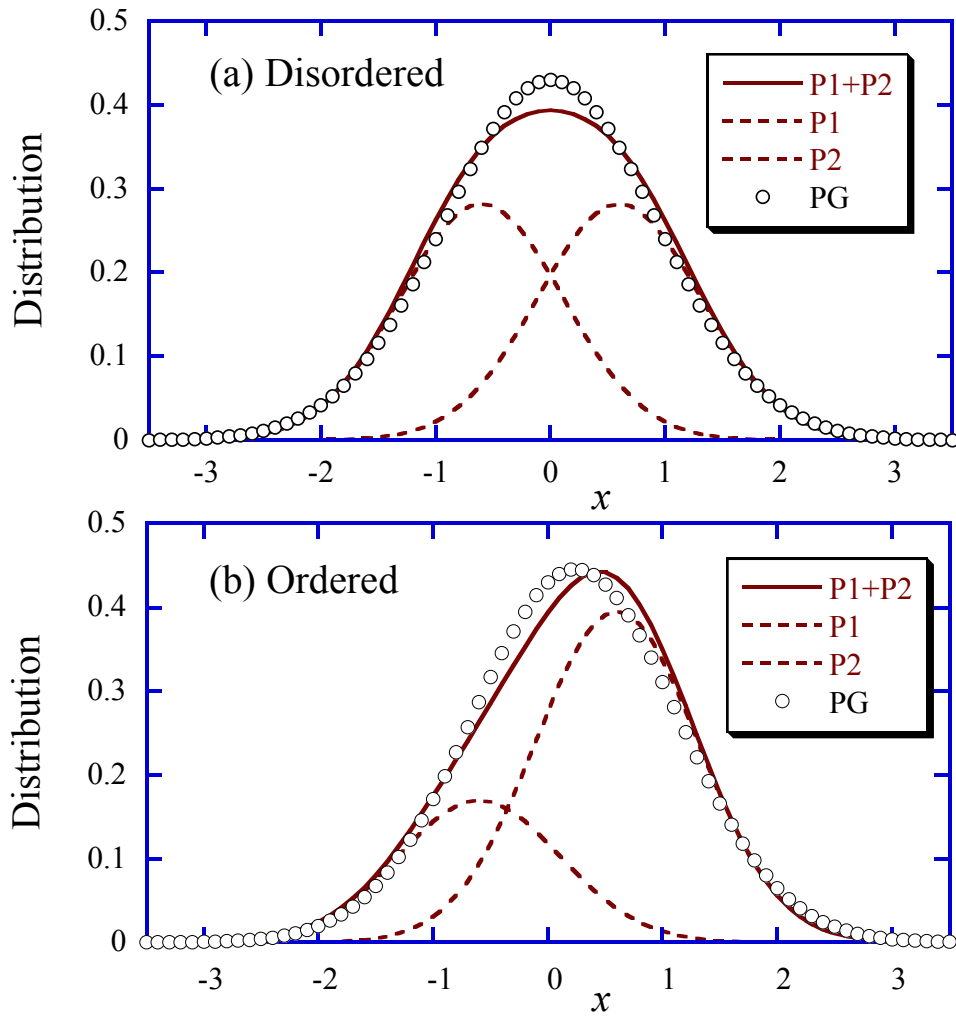 0.5
(a) Disordered
P1+P2
0.4
P1
P2
0.3
PG
Distribution
0.2
0.1
0
-3
-2
-1
0
1
2
3
x
0.5
(b) Ordered
P1+P2
0.4
P1
P2
0.3
PG
Distribution
0.2
0.1
0
-3
-2
-1
0
1
2
3
x